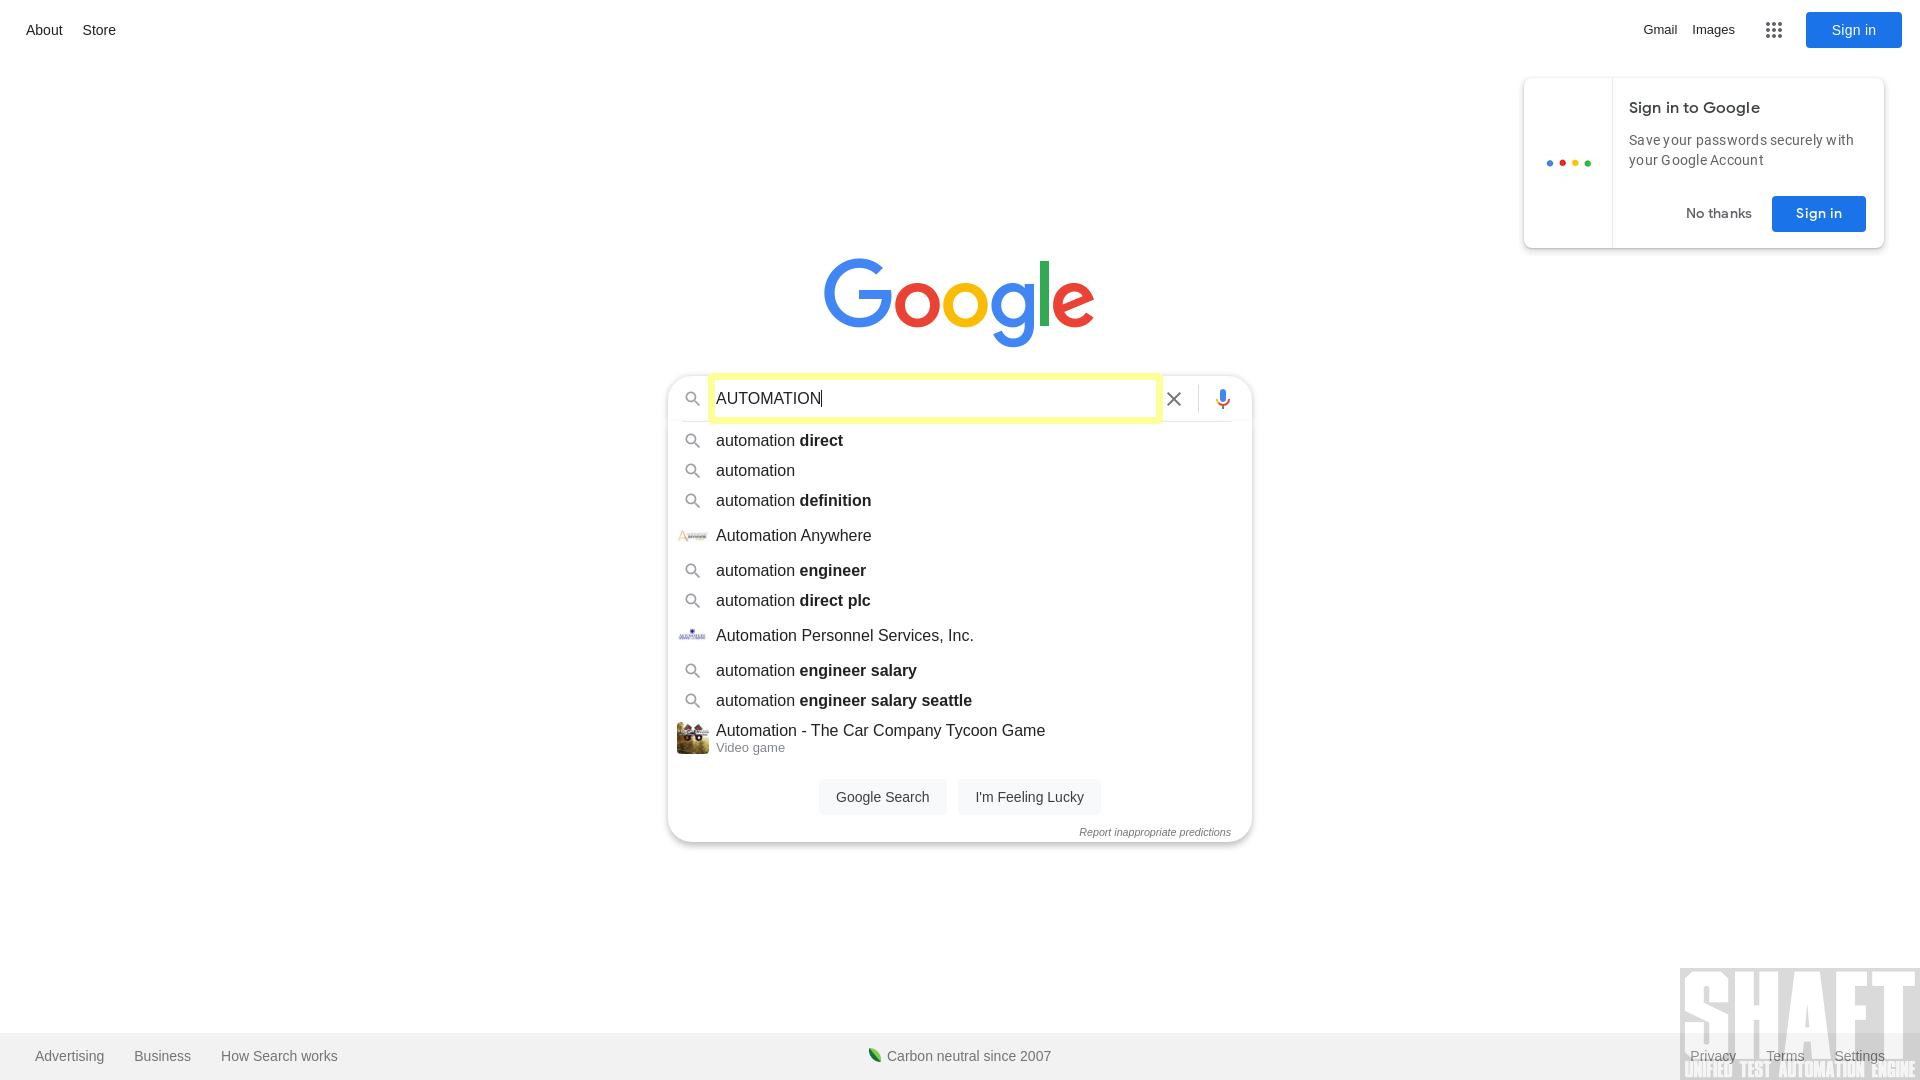 About Store
Gmail Images Sign in
Sign in to Google
Save your passwords securely with
your Google Account
No thanks Sign in
Google
AUTOMATION
automation direct
automation
automation definition
Automation Anywhere
automation engineer
automation direct plc
Automation Personnel Services, Inc.
automation engineer salary
automation engineer salary seattle
Automation - The Car Company Tycoon Game
Video game
Google Search I'm Feeling Lucky
Report inappropriate predictions
SHAFT
UNIFIED TEST AUTOMATION ENGINE
Advertising Business How Search works Carbon neutral since 2007 Privacy Terms Settings